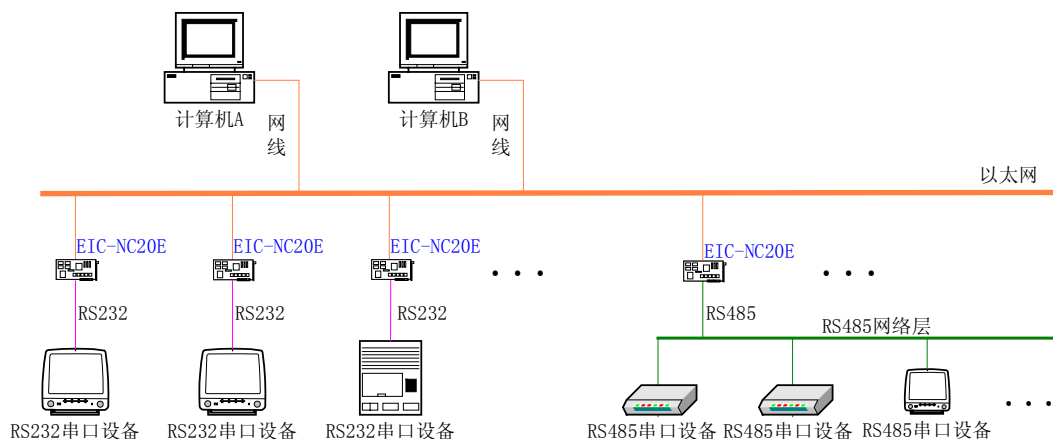 计算机A
网线
计算机B
网线
以太网
EIC-NC20E
EIC-NC20E
EIC-NC20E
EIC-NC20E
RS232
RS232
RS232
RS485
RS485网络层
RS232串口设备
RS232串口设备
RS232串口设备
RS485串口设备
RS485串口设备
RS485串口设备